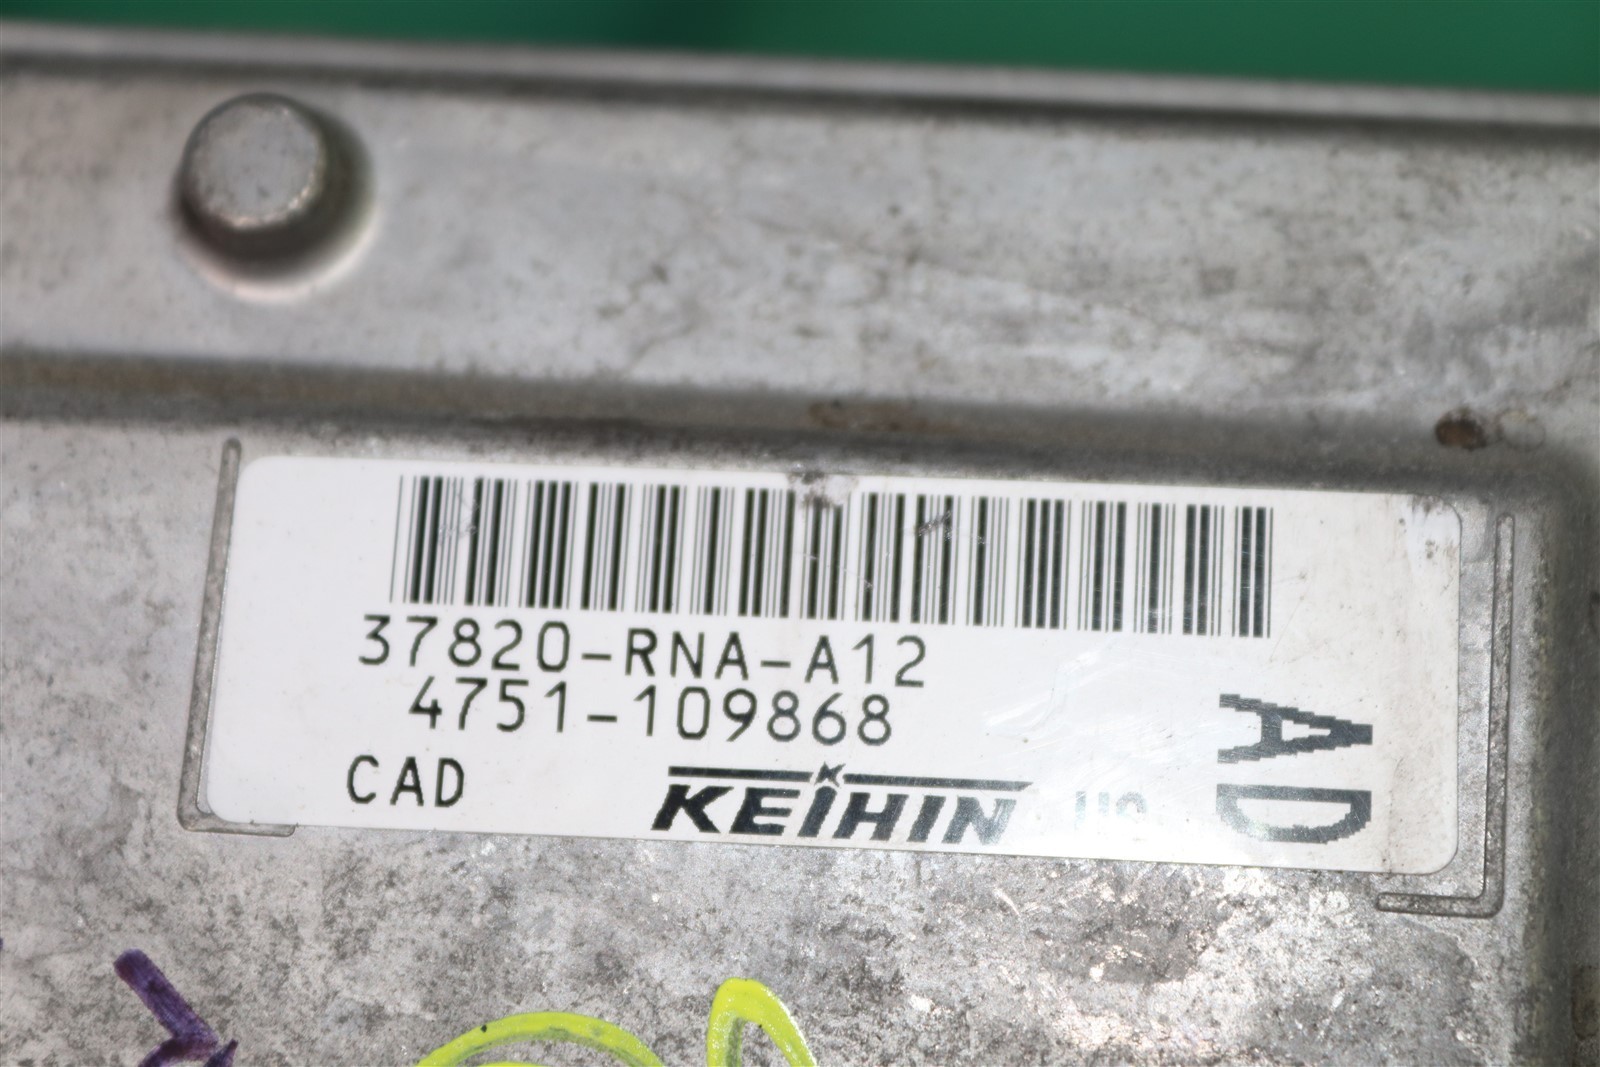 37820-RNA-A12
4751-109868
CAD
KEIHIN
AD